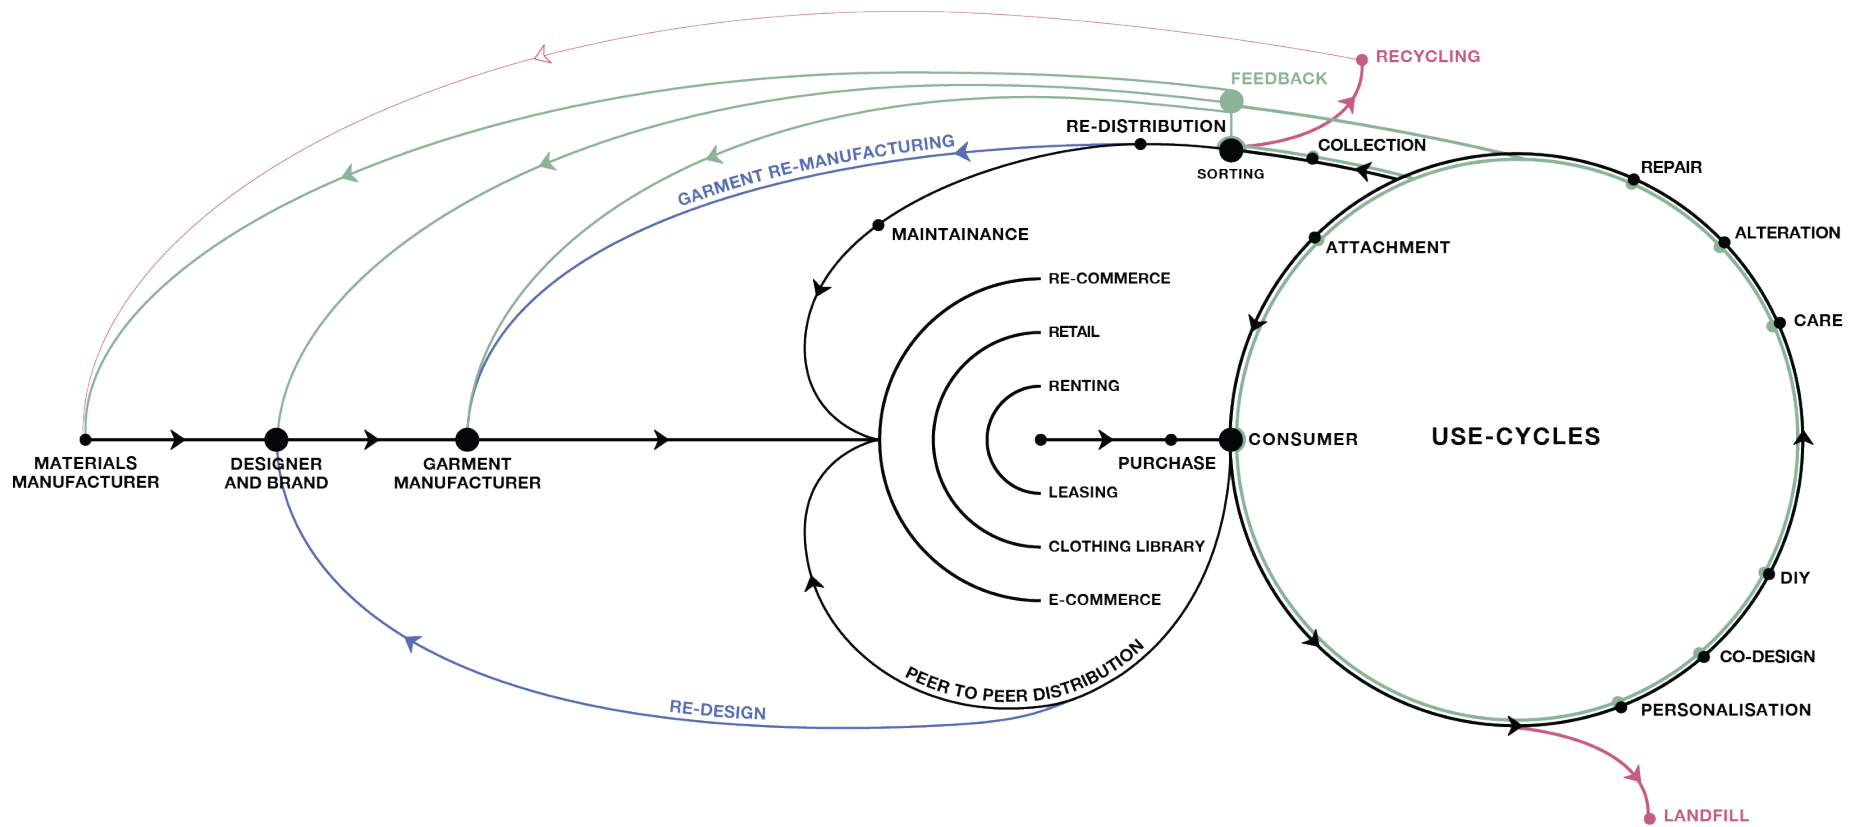 RECYCLING
FEEDBACK
RE-DISTRIBUTION
GARMENT RE-MANUFACTURING
COLLECTION
SORTING
REPAIR
ALTERATION
MAINTAINANCE
ATTACHMENT
RE-COMMERCE
CARE
RETAIL
RENTING
USE-CYCLES
CONSUMER
PURCHASE
MATERIALS
MANUFACTURER
DESIGNER
AND BRAND
GARMENT
MANUFACTURER
LEASING
CLOTHING LIBRARY
DIY
E-COMMERCE
CO-DESIGN
PEER TO PEER DISTRIBUTION
RE-DESIGN
PERSONALISATION
LANDFILL